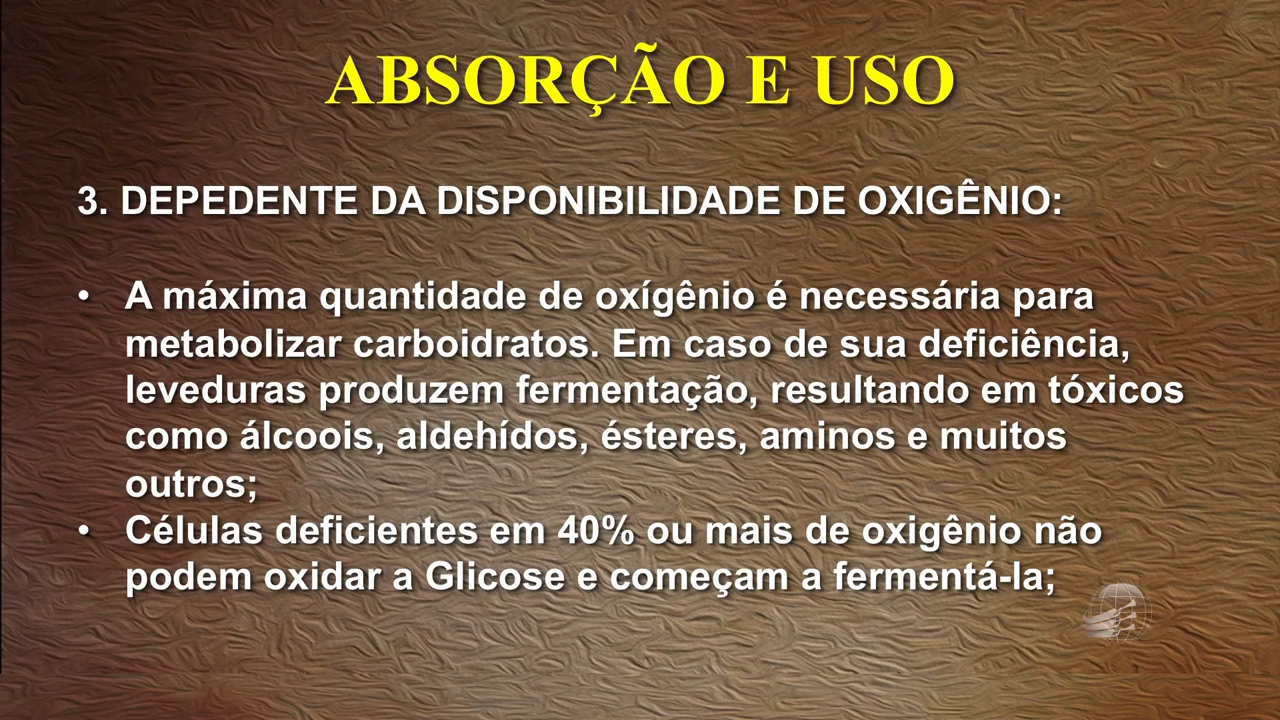 ABSORÇÃO E USO
3. DEPEDENTE DA DISPONIBILIDADE DE OXIGÊNIO:
• A máxima quantidade de oxígênio é necessária para
metabolizar carboidratos. Em caso de sua deficiência,
leveduras produzem fermentação, resultando em tóxicos
como álcoois, aldehídos, ésteres, aminos e muitos
outros;
• Células deficientes em 40% ou mais de oxigênio não
podem oxidar a Glicose e começam a fermentá-la;